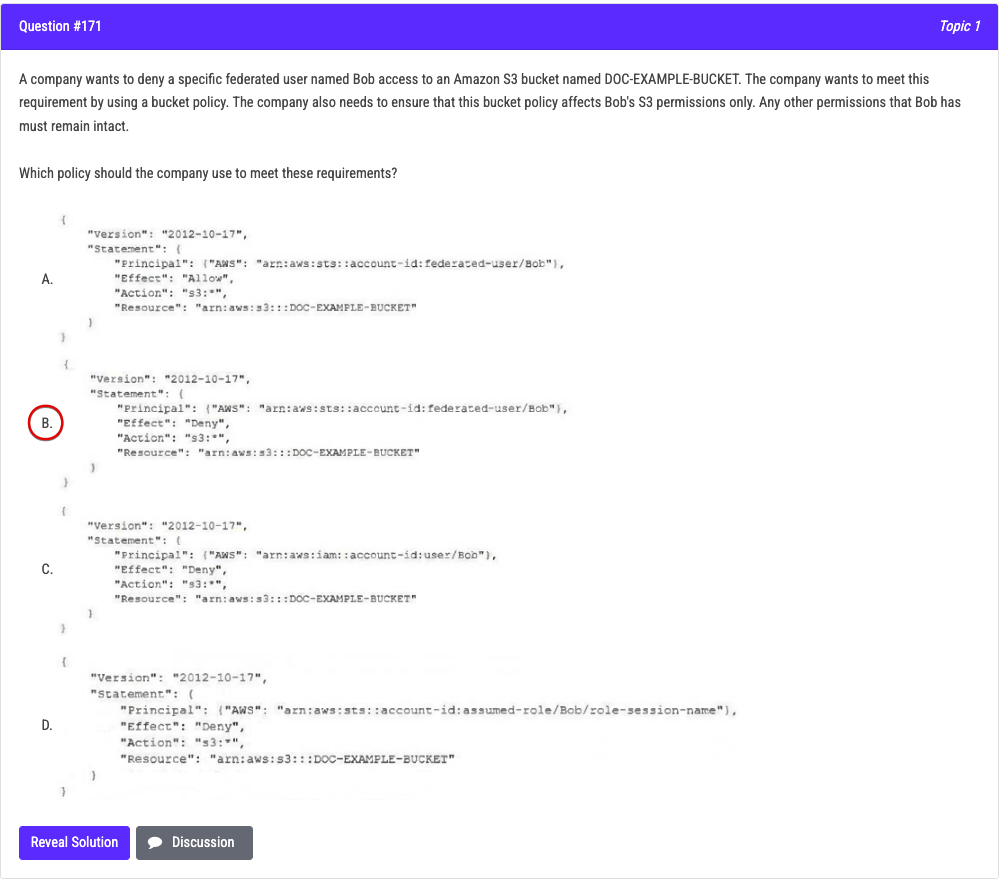 Question #171
Topic 1
A company wants to deny a specific federated user named Bob access to an Amazon S3 bucket named DOC-EXAMPLE-BUCKET. The company wants to meet this
requirement by using a bucket policy. The company also needs to ensure that this bucket policy affects Bob's S3 permissions only. Any other permissions that Bob has
must remain intact.
Which policy should the company use to meet these requirements?
A.
{
"Version": "2012-10-17",
"Statement": {
"Principal": {"AWS": "arn:aws:sts::account-id:federated-user/Bob"},
"Effect": "Allow",
"Action": "s3:*",
"Resource": "arn:aws:s3:::DOC-EXAMPLE-BUCKET"
}
}
B.
{
"Version": "2012-10-17",
"Statement": {
"Principal": {"AWS": "arn:aws:sts::account-id:federated-user/Bob"},
"Effect": "Deny",
"Action": "s3:*",
"Resource": "arn:aws:s3:::DOC-EXAMPLE-BUCKET"
}
}
C.
{
"Version": "2012-10-17",
"Statement": {
"Principal": {"AWS": "arn:aws:iam::account-id:user/Bob"},
"Effect": "Deny",
"Action": "s3:*",
"Resource": "arn:aws:s3:::DOC-EXAMPLE-BUCKET"
}
}
D.
{
"Version": "2012-10-17",
"Statement": {
"Principal": {"AWS": "arn:aws:sts::account-id:assumed-role/Bob/role-session-name"},
"Effect": "Deny",
"Action": "s3:*",
"Resource": "arn:aws:s3:::DOC-EXAMPLE-BUCKET"
}
}
Reveal Solution
Discussion